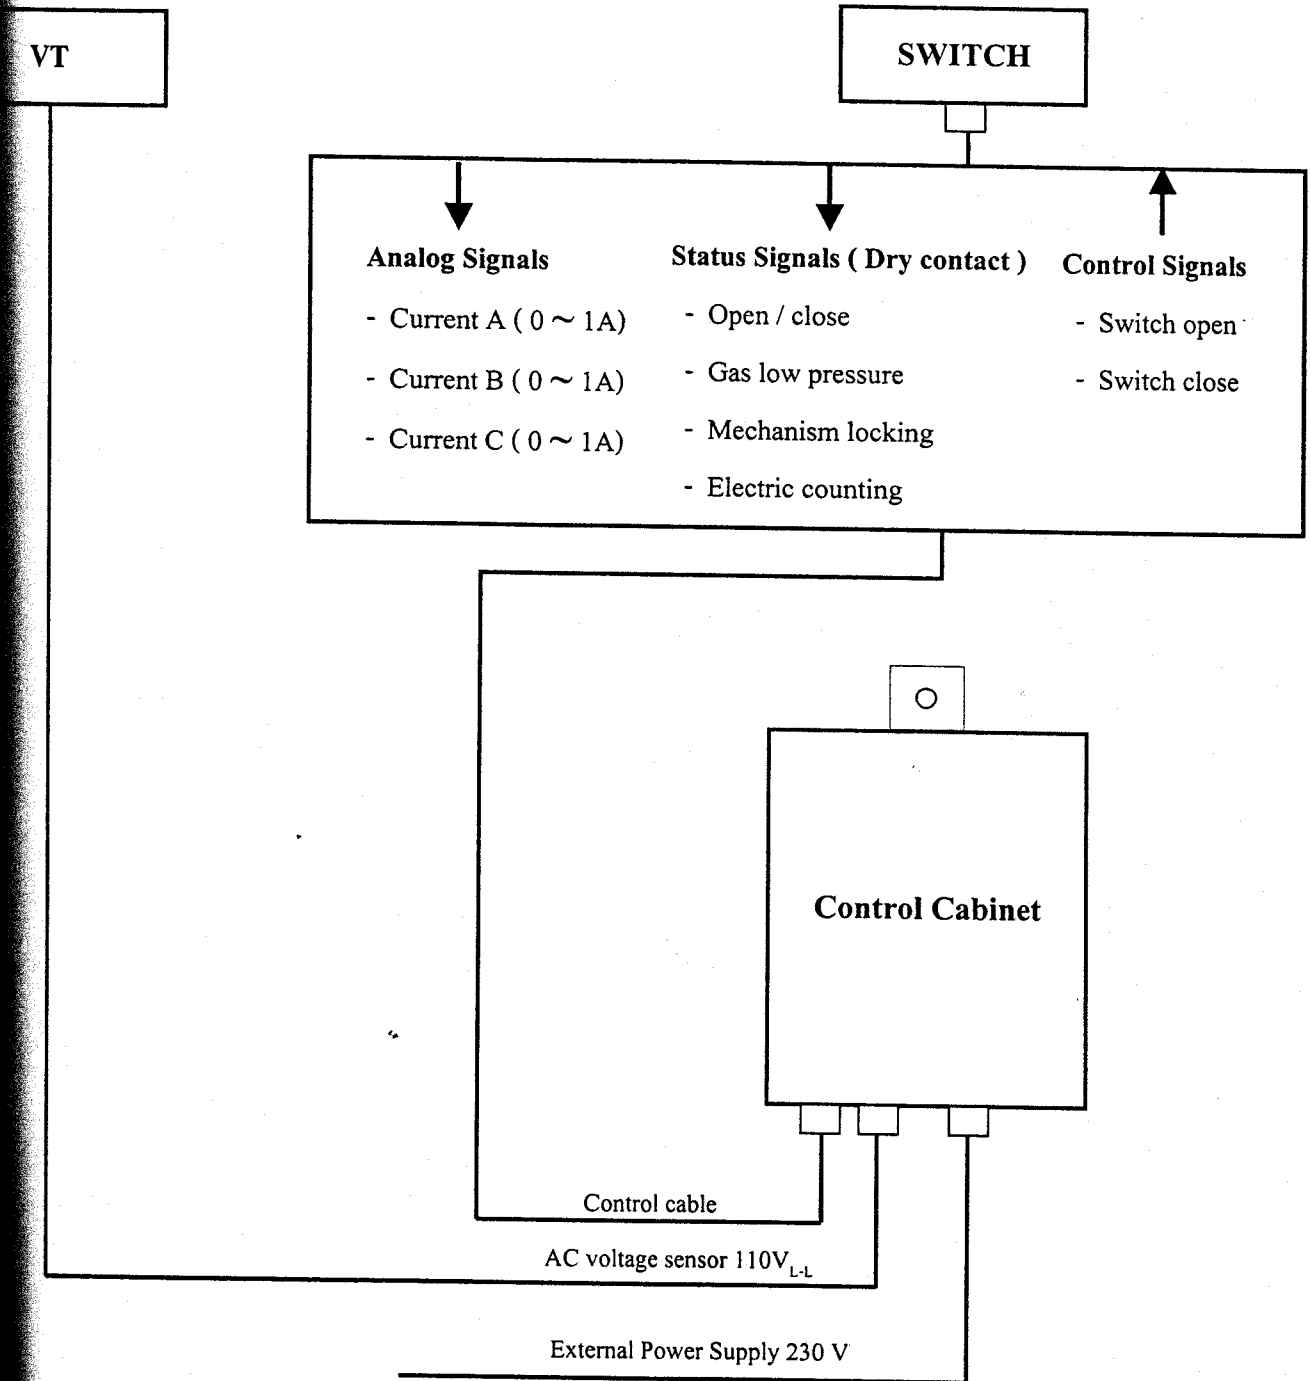 VT
SWITCH
Analog Signals
- Current A ( 0 ~ 1A)
- Current B ( 0 ~ 1A)
- Current C ( 0 ~ 1A)
Status Signals ( Dry contact )
- Open / close
- Gas low pressure
- Mechanism locking
- Electric counting
Control Signals
- Switch open
- Switch close
Control Cabinet
Control cable
AC voltage sensor 110V L-L
External Power Supply 230 V